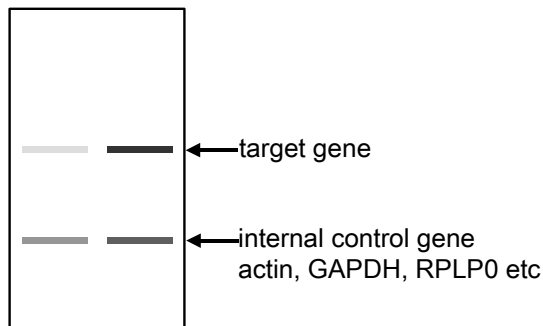 target gene
internal control gene
actin, GAPDH, RPLP0 etc